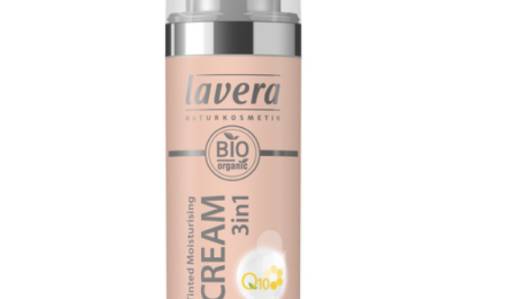 lavera
NATURKOSMETIK
BIO
organic
Tinted Moisturising
CREAM
3in1
Q10